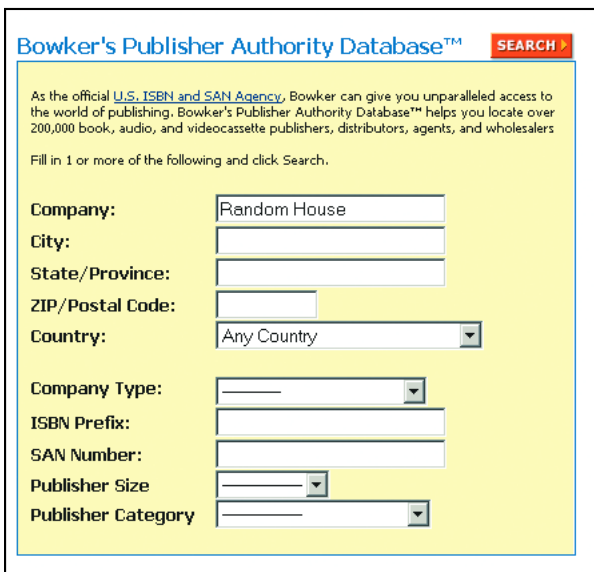 Bowker's Publisher Authority Database™ SEARCH
As the official U.S. ISBN and SAN Agency, Bowker can give you unparalleled access to
the world of publishing. Bowker's Publisher Authority Database™ helps you locate over
200,000 book, audio, and videocassette publishers, distributors, agents, and wholesalers
Fill in 1 or more of the following and click Search.
Company: Random House
City:
State/Province:
ZIP/Postal Code:
Country: Any Country
Company Type:
ISBN Prefix:
SAN Number:
Publisher Size
Publisher Category